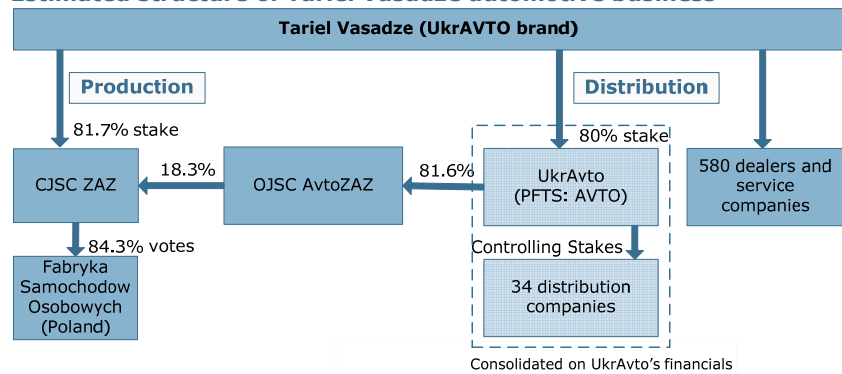 Tariel Vasadze (UkrAVTO brand)
Production
Distribution
81.7% stake
80% stake
CJSC ZAZ
18.3%
OJSC AvtoZAZ
81.6%
UkrAvto
(PFTS: AVTO)
580 dealers and
service
companies
84.3% votes
Controlling Stakes
Fabryka
Samochodow
Osobowych
(Poland)
34 distribution
companies
Consolidated on UkrAvto's financials